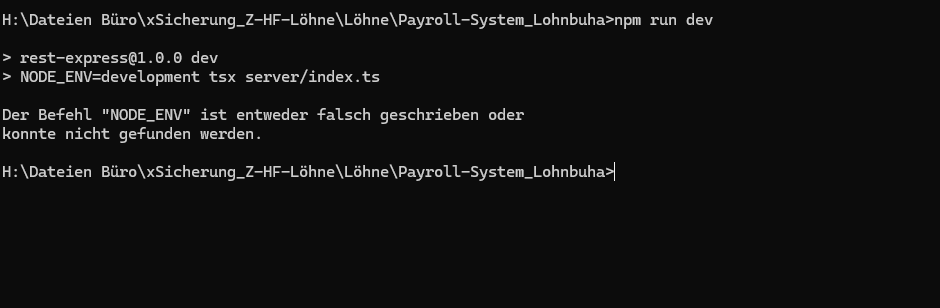 H:\Dateien Büro\xSicherung_Z-HF-Löhne\Löhne\Payroll-System_Lohnbuha>npm run dev
> rest-express@1.0.0 dev
> NODE_ENV=development tsx server/index.ts
Der Befehl "NODE_ENV" ist entweder falsch geschrieben oder
konnte nicht gefunden werden.
H:\Dateien Büro\xSicherung_Z-HF-Löhne\Löhne\Payroll-System_Lohnbuha>